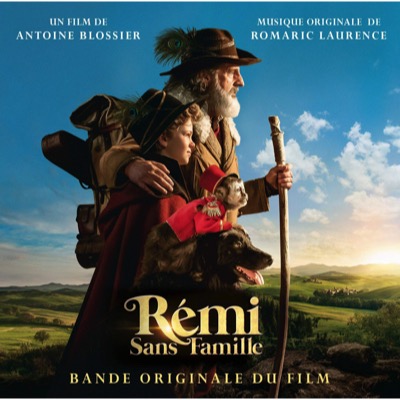 UN FILM DE
ANTOINE BLOSSIER
MUSIQUE ORIGINALE DE
ROMARIC LAURENCE
Rémi
Sans Famille
BANDE ORIGINALE DU FILM